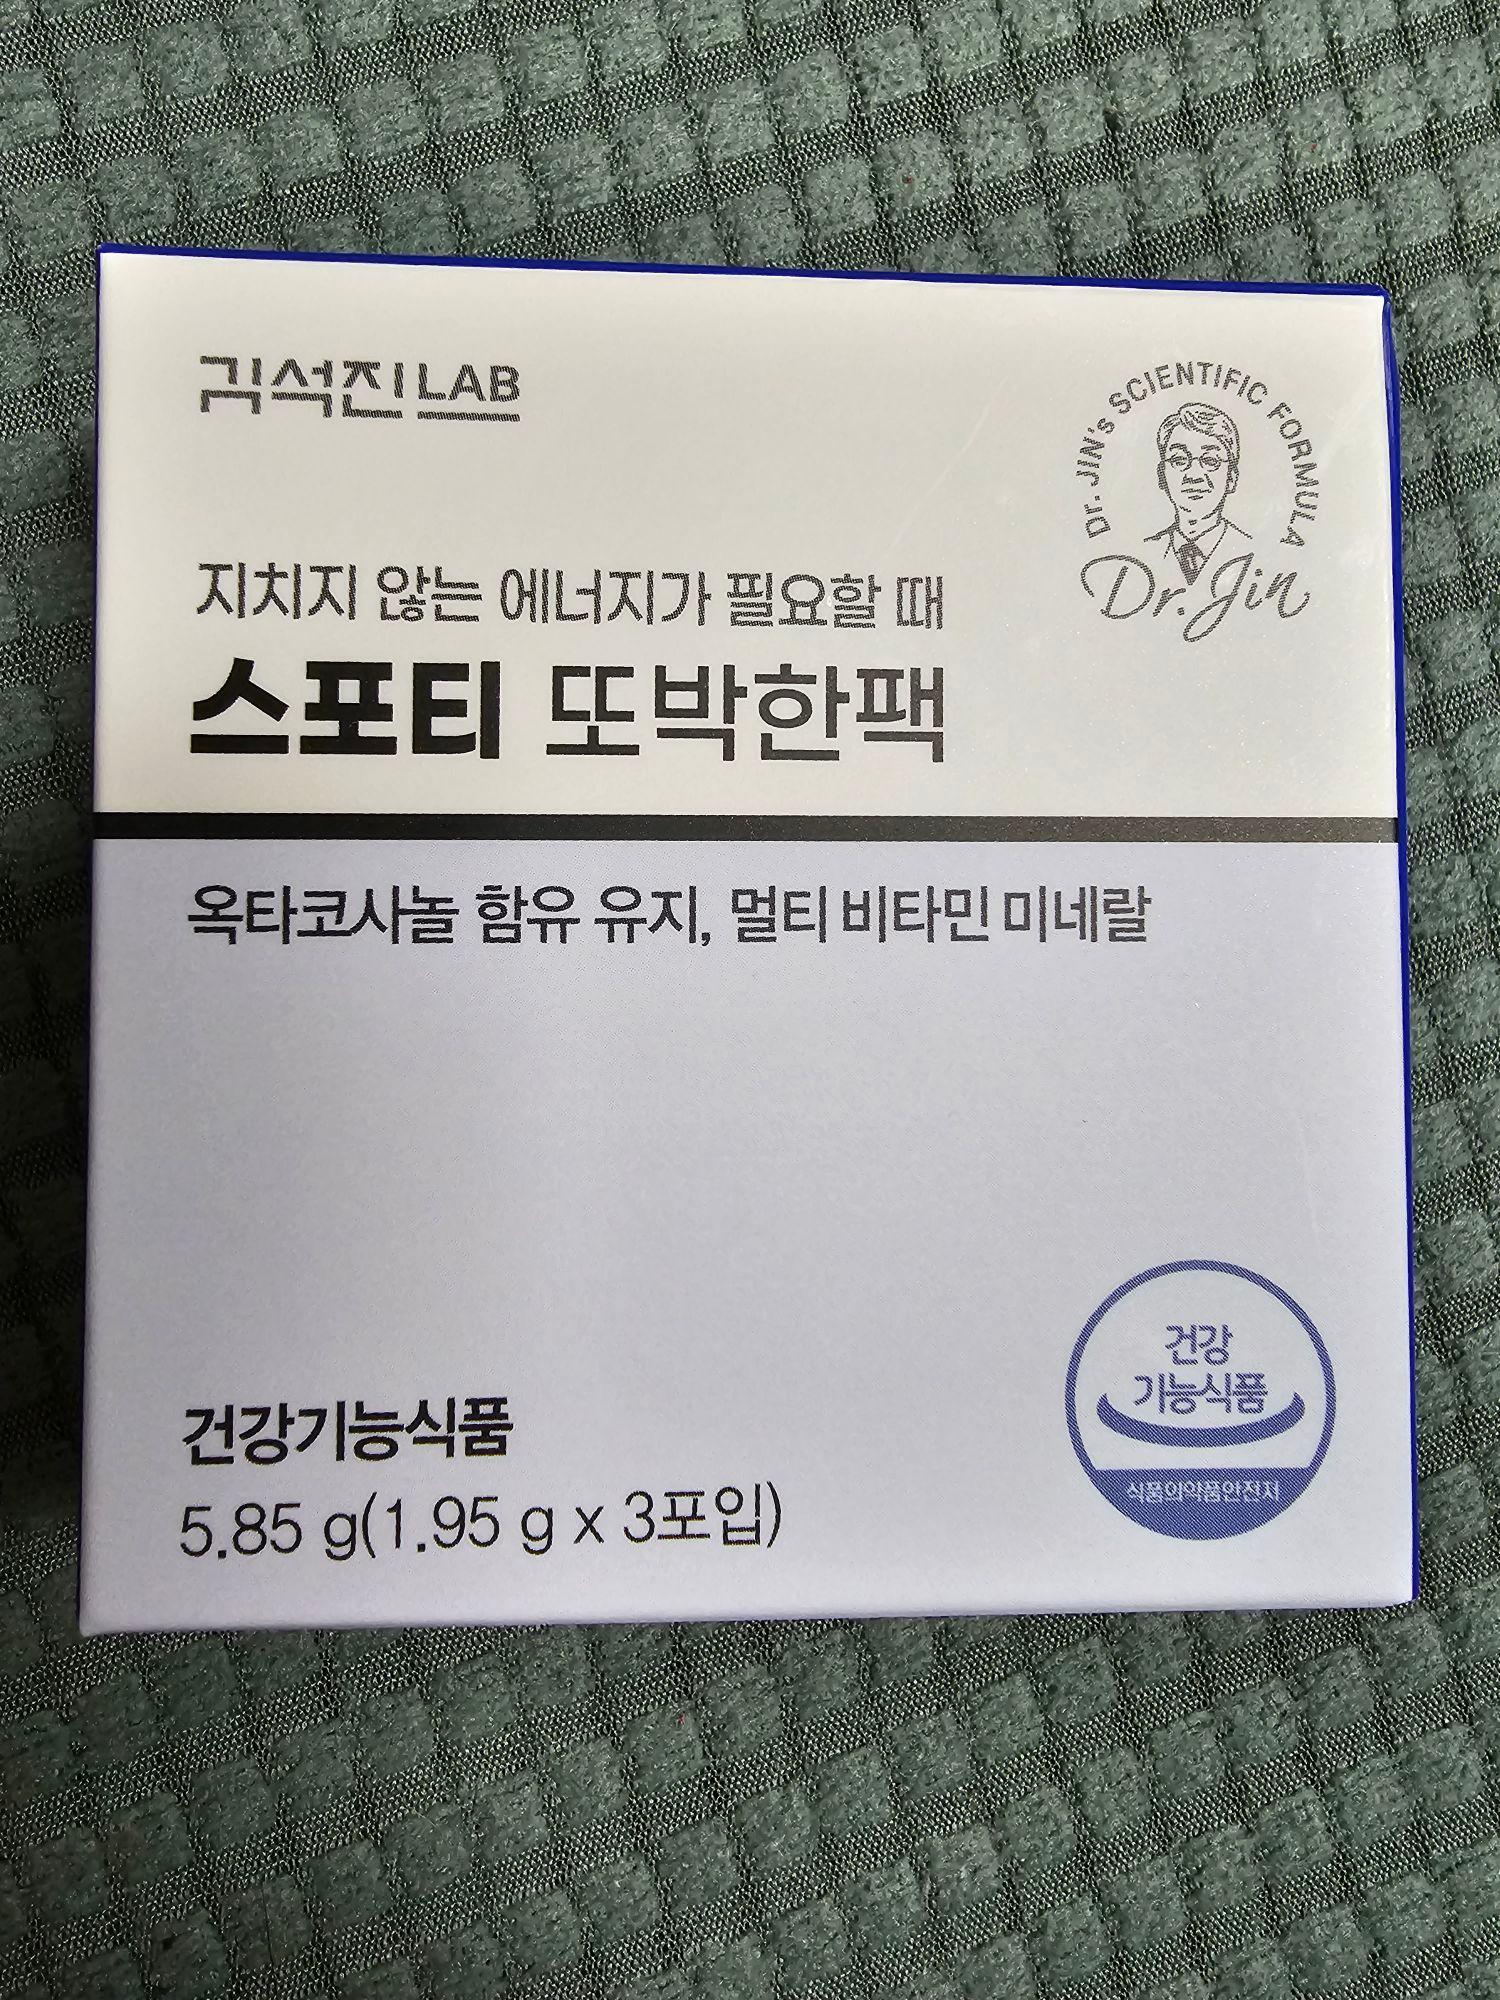 김석진LAB
Dr. JIN's SCIENTIFIC FORMULA
Dr. Jin
지치지 않는 에너지가 필요할 때
스포티 또박한팩
옥타코사놀 함유 유지, 멀티 비타민 미네랄
건강
기능식품
식품의약품안전처
건강기능식품
5.85 g(1.95 g x 3포입)